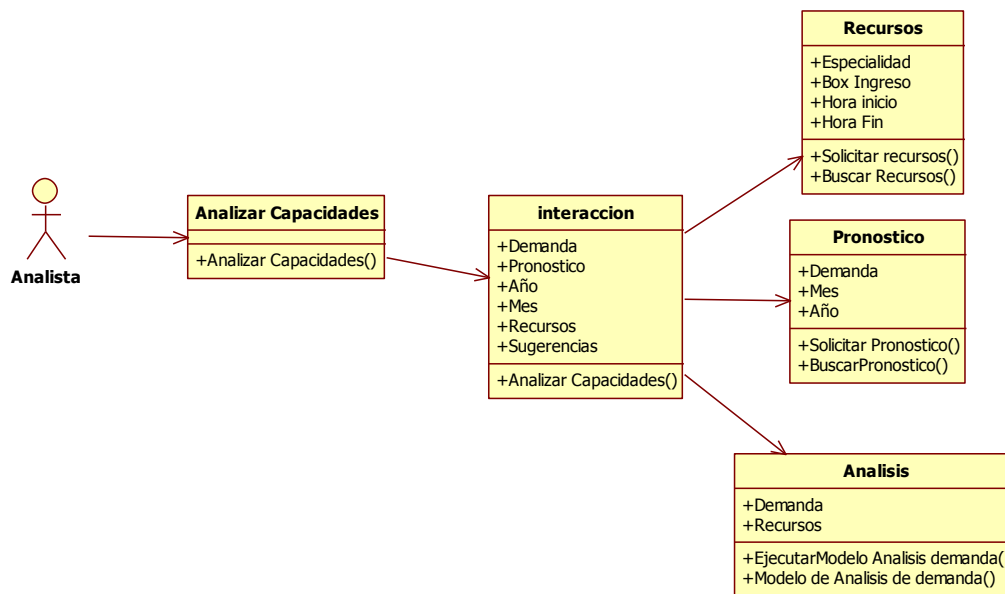 Analista
Analizar Capacidades
+Analizar Capacidades()
interaccion
+Demanda
+Pronostico
+Año
+Mes
+Recursos
+Sugerencias
+Analizar Capacidades()
Recursos
+Especialidad
+Box Ingreso
+Hora inicio
+Hora Fin
+Solicitar recursos()
+Buscar Recursos()
Pronostico
+Demanda
+Mes
+Año
+Solicitar Pronostico()
+BuscarPronostico()
Analisis
+Demanda
+Recursos
+EjecutarModelo Analisis demanda(
+Modelo de Analisis de demanda()